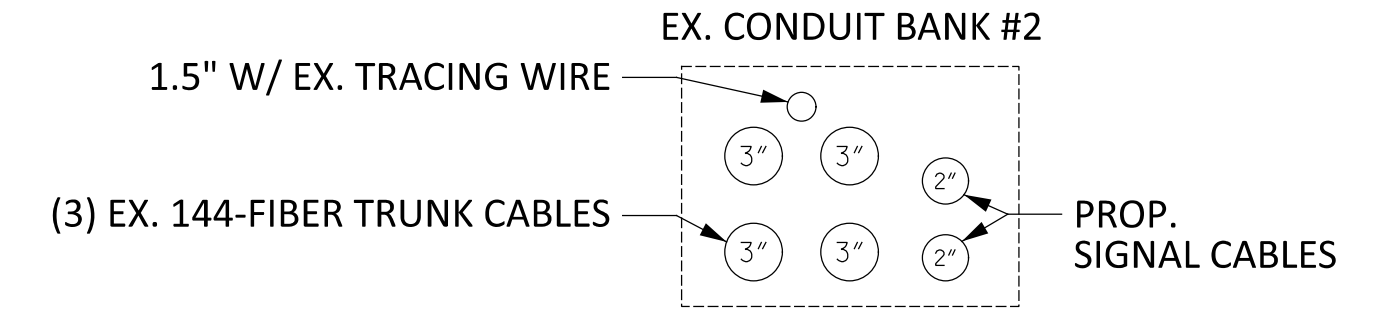 EX. CONDUIT BANK #2
1.5" W/ EX. TRACING WIRE
3" 3"
2"
(3) EX. 144-FIBER TRUNK CABLES
3" 3"
2"
PROP.
SIGNAL CABLES